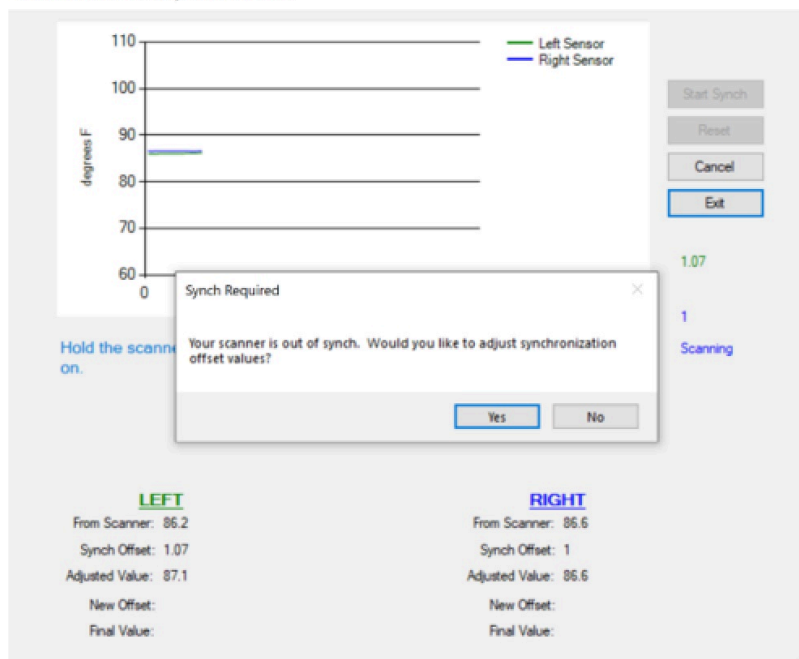 110
Left Sensor
Right Sensor
100
Start Synch
90
Reset
degrees F
Cancel
80
Exit
70
1.07
60
0
Synch Required
1
Hold the scanne
on.
Your scanner is out of synch. Would you like to adjust synchronization
offset values?
Scanning
Yes
No
LEFT
From Scanner: 86.2
Synch Offset: 1.07
Adjusted Value: 87.1
New Offset:
Final Value:
RIGHT
From Scanner: 86.6
Synch Offset: 1
Adjusted Value: 86.6
New Offset:
Final Value: